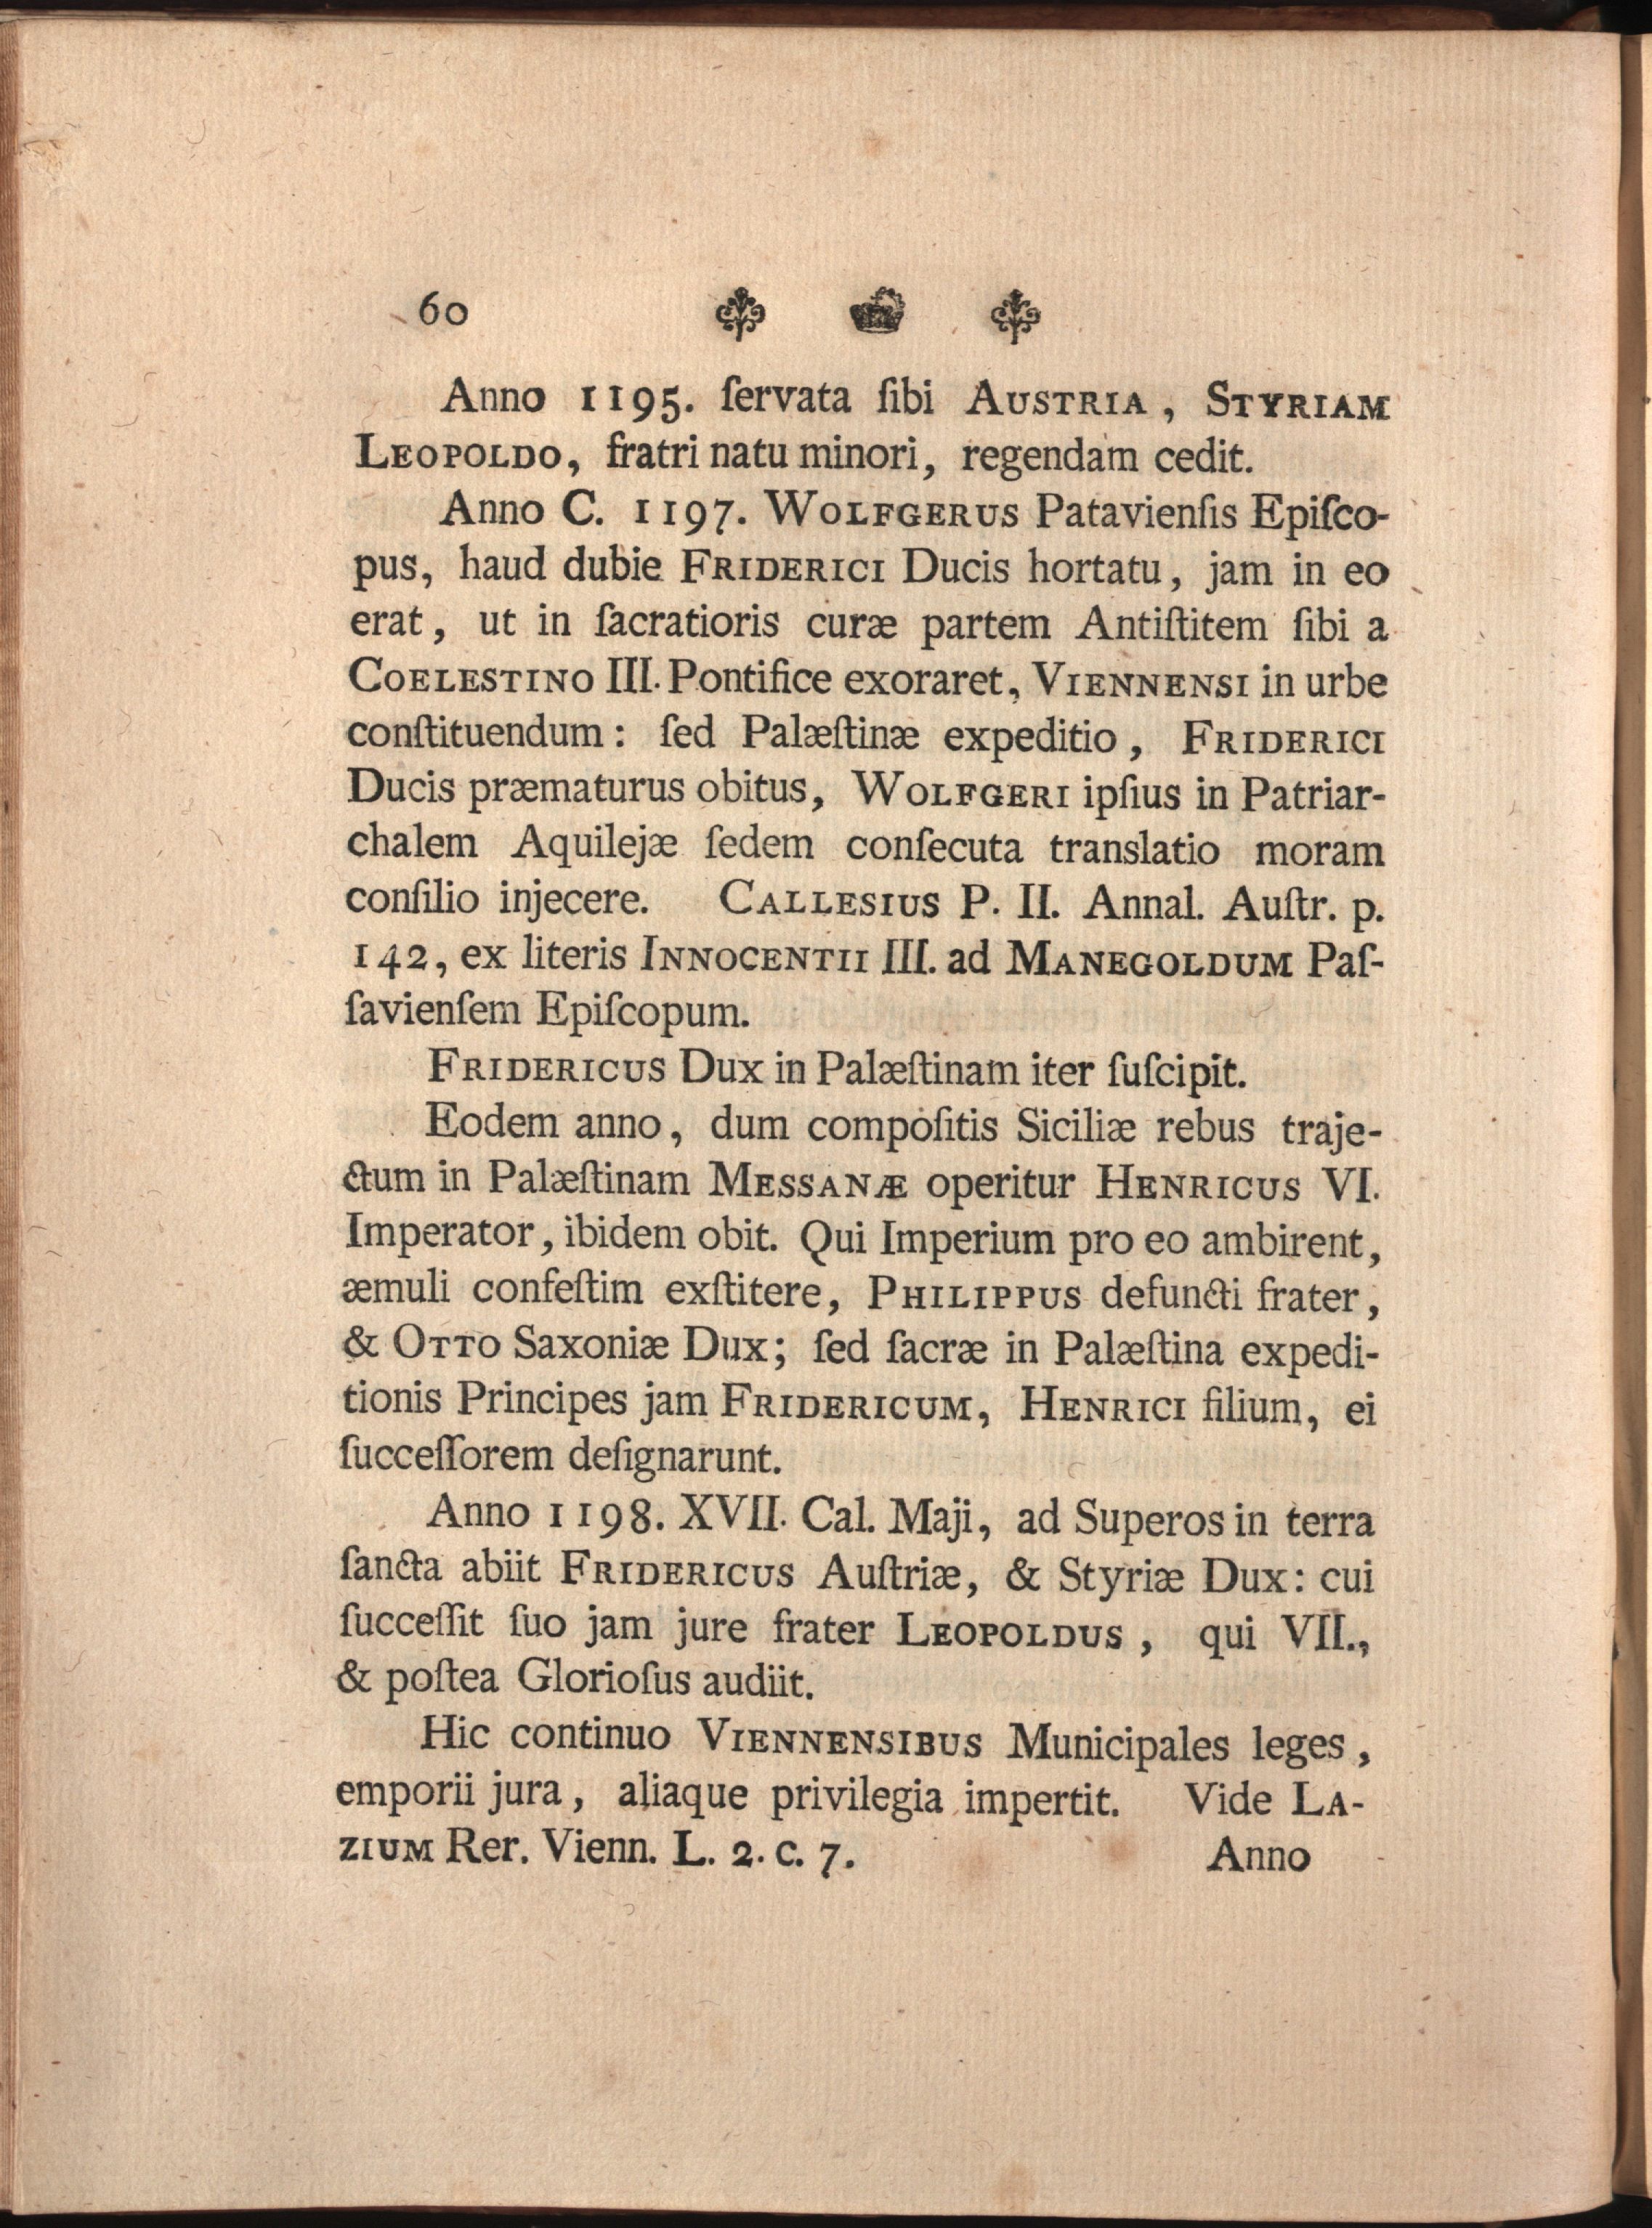 60
Anno 1195. ſervata ſibi AUSTRIA, STYRIAM
LEOPOLDO, fratri natu minori, regendam cedit.
Anno C. 1197. WOLFGERUS Patavienſis Epiſco-
pus, haud dubie FRIDERICI Ducis hortatu, jam in eo
erat, ut in ſacratioris curæ partem Antiſtitem ſibi a
COELESTINO III. Pontifice exoraret, VIENNENSI in urbe
conſtituendum: ſed Palæſtinæ expeditio, FRIDERICI
Ducis præmaturus obitus, WOLFGERI ipſius in Patriar-
chalem Aquilejæ ſedem conſecuta translatio moram
conſilio injecere. CALLESIUS P. II. Annal. Auſtr. p.
142, ex literis INNOCENTII III. ad MANEGOLDUM Paſ-
ſavienſem Epiſcopum.
FRIDERICUS Dux in Palæſtinam iter ſuſcipit.
Eodem anno, dum compoſitis Siciliæ rebus traje-
ctum in Palæſtinam MESSANÆ operitur HENRICUS VI.
Imperator, ibidem obit. Qui Imperium pro eo ambirent,
æmuli confeſtim exſtitere, PHILIPPUS defuncti frater,
& OTTO Saxoniæ Dux; ſed ſacræ in Palæſtina expedi-
tionis Principes jam FRIDERICUM, HENRICI filium, ei
ſucceſſorem deſignarunt.
Anno 1198. XVII. Cal. Maji, ad Superos in terra
ſancta abiit FRIDERICUS Auſtriæ, & Styriæ Dux: cui
ſucceſſit ſuo jam jure frater LEOPOLDUS, qui VII.,
& poſtea Glorioſus audiit.
Hic continuo VIENNENSIBUS Municipales leges,
emporii jura, aliaque privilegia impertit. Vide LA-
ZIUM Rer. Vienn. L. 2. c. 7.
Anno